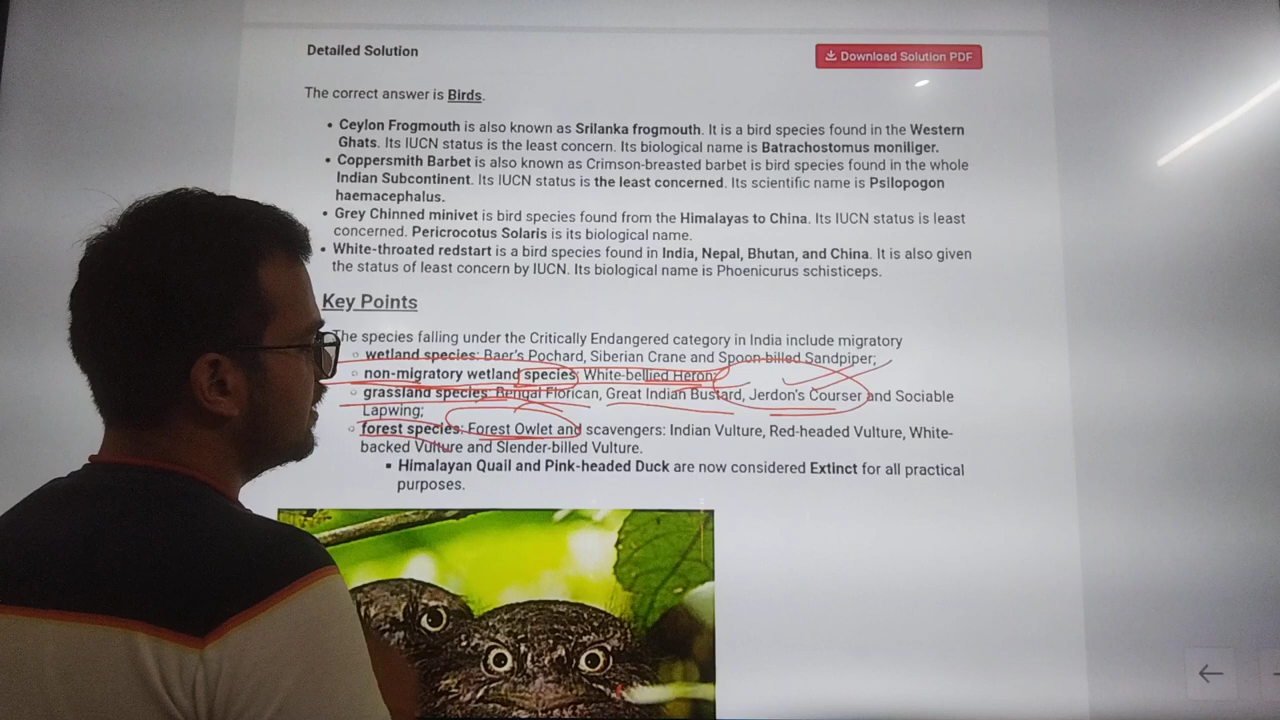 Detailed Solution
Download Solution PDF
The correct answer is Birds.
• Ceylon Frogmouth is also known as Srilanka frogmouth. It is a bird species found in the Western
Ghats. Its IUCN status is the least concern. Its biological name is Batrachostomus moniliger.
• Coppersmith Barbet is also known as Crimson-breasted barbet is bird species found in the whole
Indian Subcontinent. Its IUCN status is the least concerned. Its scientific name is Psilopogon
haemacephalus.
• Grey Chinned minivet is bird species found from the Himalayas to China. Its IUCN status is least
concerned. Pericrocotus Solaris is its biological name.
• White-throated redstart is a bird species found in India, Nepal, Bhutan, and China. It is also given
the status of least concern by IUCN. Its biological name is Phoenicurus schisticeps.
Key Points
The species falling under the Critically Endangered category in India include migratory
wetland species: Baer's Pochard, Siberian Crane and Spoon-billed Sandpiper;
non-migratory wetland species: White-bellied Heron;
grassland species: Bengal Florican, Great Indian Bustard, Jerdon's Courser and Sociable
Lapwing;
forest species: Forest Owlet and scavengers: Indian Vulture, Red-headed Vulture, White-
backed Vulture and Slender-billed Vulture.
▪ Himalayan Quail and Pink-headed Duck are now considered Extinct for all practical
purposes.